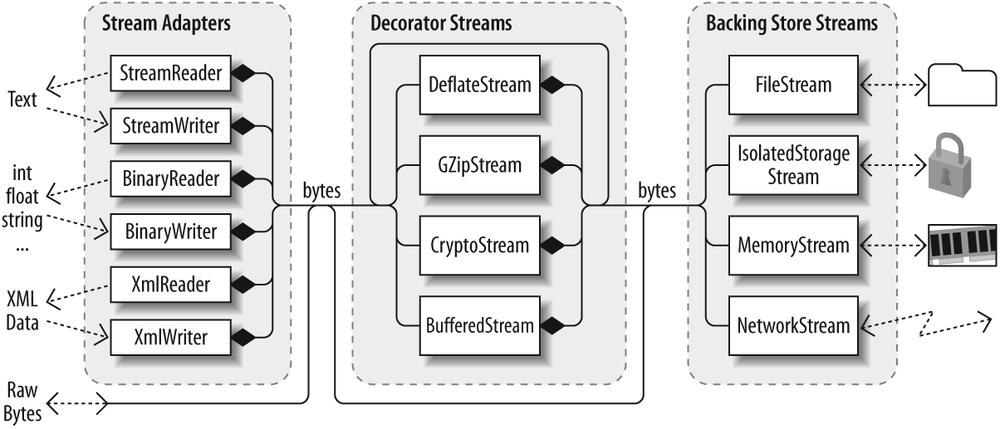 Stream Adapters
Decorator Streams
Backing Store Streams
Text
StreamReader
StreamWriter
int
float
string
...
BinaryReader
BinaryWriter
XML
Data
XmlReader
XmlWriter
Raw
Bytes
bytes
DeflateStream
GZipStream
CryptoStream
BufferedStream
bytes
FileStream
IsolatedStorage
Stream
MemoryStream
NetworkStream